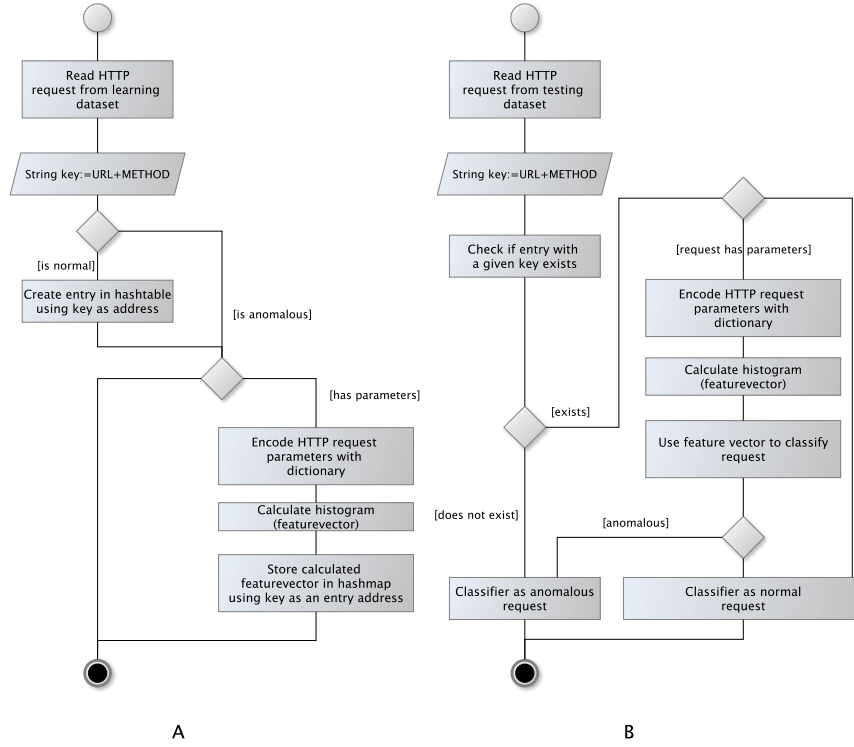 Read HTTP
request from learning
dataset
String key:=URL+METHOD
[is normal]
Create entry in hashtable
using key as address
[is anomalous]
[has parameters]
Encode HTTP request
parameters with
dictionary
Calculate histogram
(featurevector)
Store calculated
featurevector in hashmap
using key as an entry address
A
Read HTTP
request from testing
dataset
String key:=URL+METHOD
Check if entry with
a given key exists
[exists]
[does not exist]
[request has parameters]
Encode HTTP request
parameters with
dictionary
Calculate histogram
(featurevector)
Use feature vector to classify
request
[anomalous]
Classifier as anomalous
request
Classifier as normal
request
B